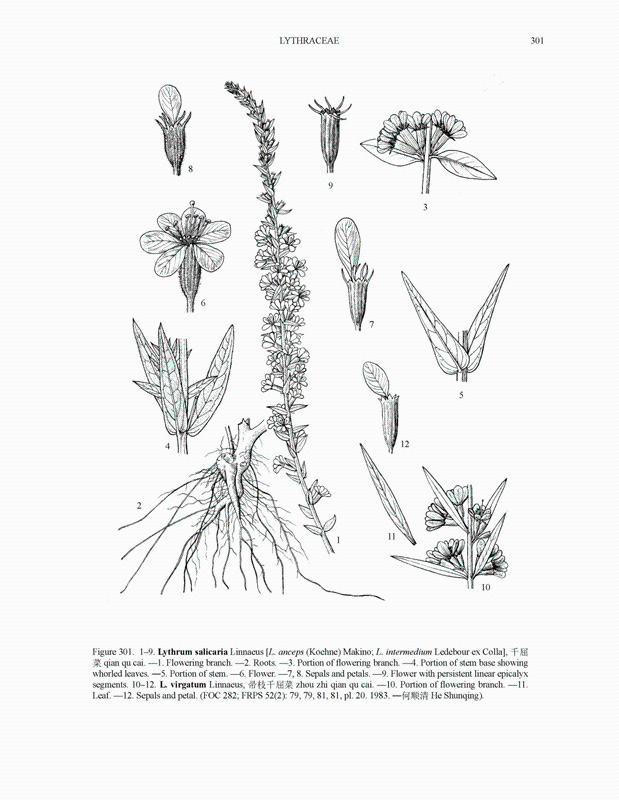 LYTHRACEAE
301
8
9
3
6
7
5
4
12
2
11
1
10
Figure 301. 1–9. Lythrum salicaria Linnaeus [L. anceps (Koehne) Makino; L. intermedium Ledebour ex Colla], 千屈
菜 qian qu cai. —1. Flowering branch. —2. Roots. —3. Portion of flowering branch. —4. Portion of stem base showing
whorled leaves. —5. Portion of stem. —6. Flower. —7, 8. Sepals and petals. —9. Flower with persistent linear epicalyx
segments. 10–12. L. virgatum Linnaeus, 带枝千屈菜 zhou zhi qian qu cai. —10. Portion of flowering branch. —11.
Leaf. —12. Sepals and petal. (FOC 282; FRPS 52(2): 79, 79, 81, 81, pl. 20. 1983. —何顺清 He Shunqing).